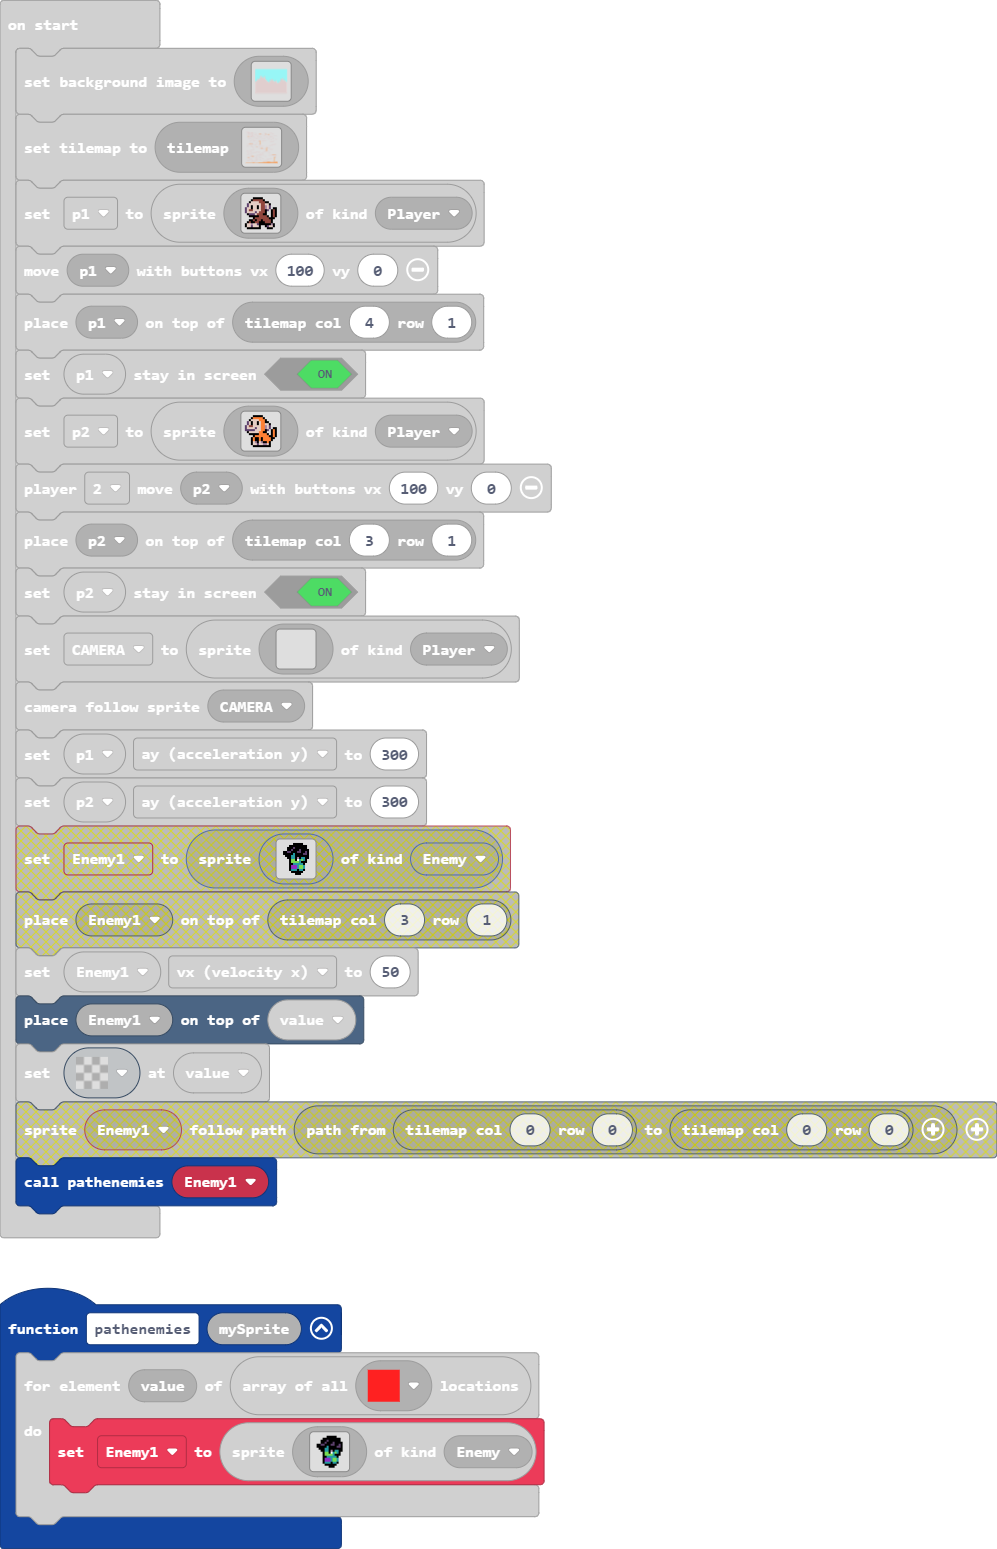 on start
set background image to
set tilemap to tilemap
set p1 to sprite of kind Player
move p1 with buttons vx 100 vy 0
place p1 on top of tilemap col 4 row 1
set p1 stay in screen ON
set p2 to sprite of kind Player
player 2 move p2 with buttons vx 100 vy 0
place p2 on top of tilemap col 3 row 1
set p2 stay in screen ON
set CAMERA to sprite of kind Player
camera follow sprite CAMERA
set p1 ay (acceleration y) to 300
set p2 ay (acceleration y) to 300
set Enemy1 to sprite of kind Enemy
place Enemy1 on top of tilemap col 3 row 1
set Enemy1 vx (velocity x) to 50
place Enemy1 on top of value
set at value
sprite Enemy1 follow path path from tilemap col 0 row 0 to tilemap col 0 row 0
call pathenemies Enemy1
function pathenemies mySprite
for element value of array of all locations
do
set Enemy1 to sprite of kind Enemy